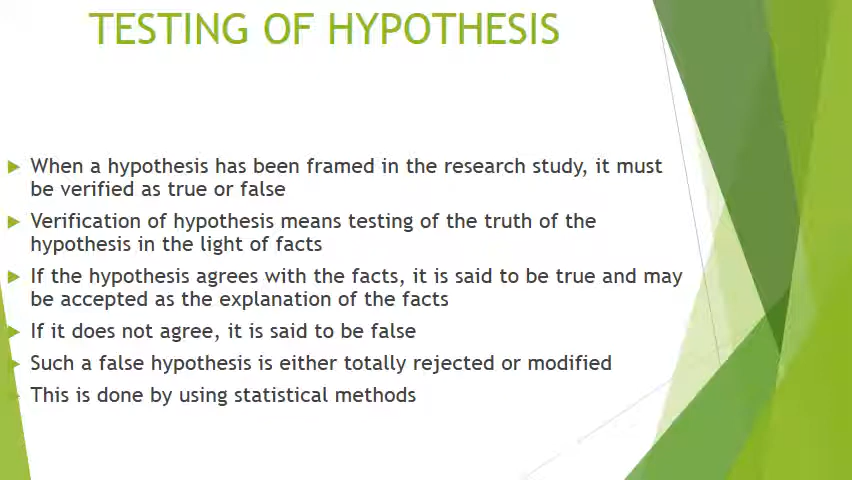 TESTING OF HYPOTHESIS
When a hypothesis has been framed in the research study, it must
be verified as true or false
Verification of hypothesis means testing of the truth of the
hypothesis in the light of facts
If the hypothesis agrees with the facts, it is said to be true and may
be accepted as the explanation of the facts
If it does not agree, it is said to be false
Such a false hypothesis is either totally rejected or modified
This is done by using statistical methods